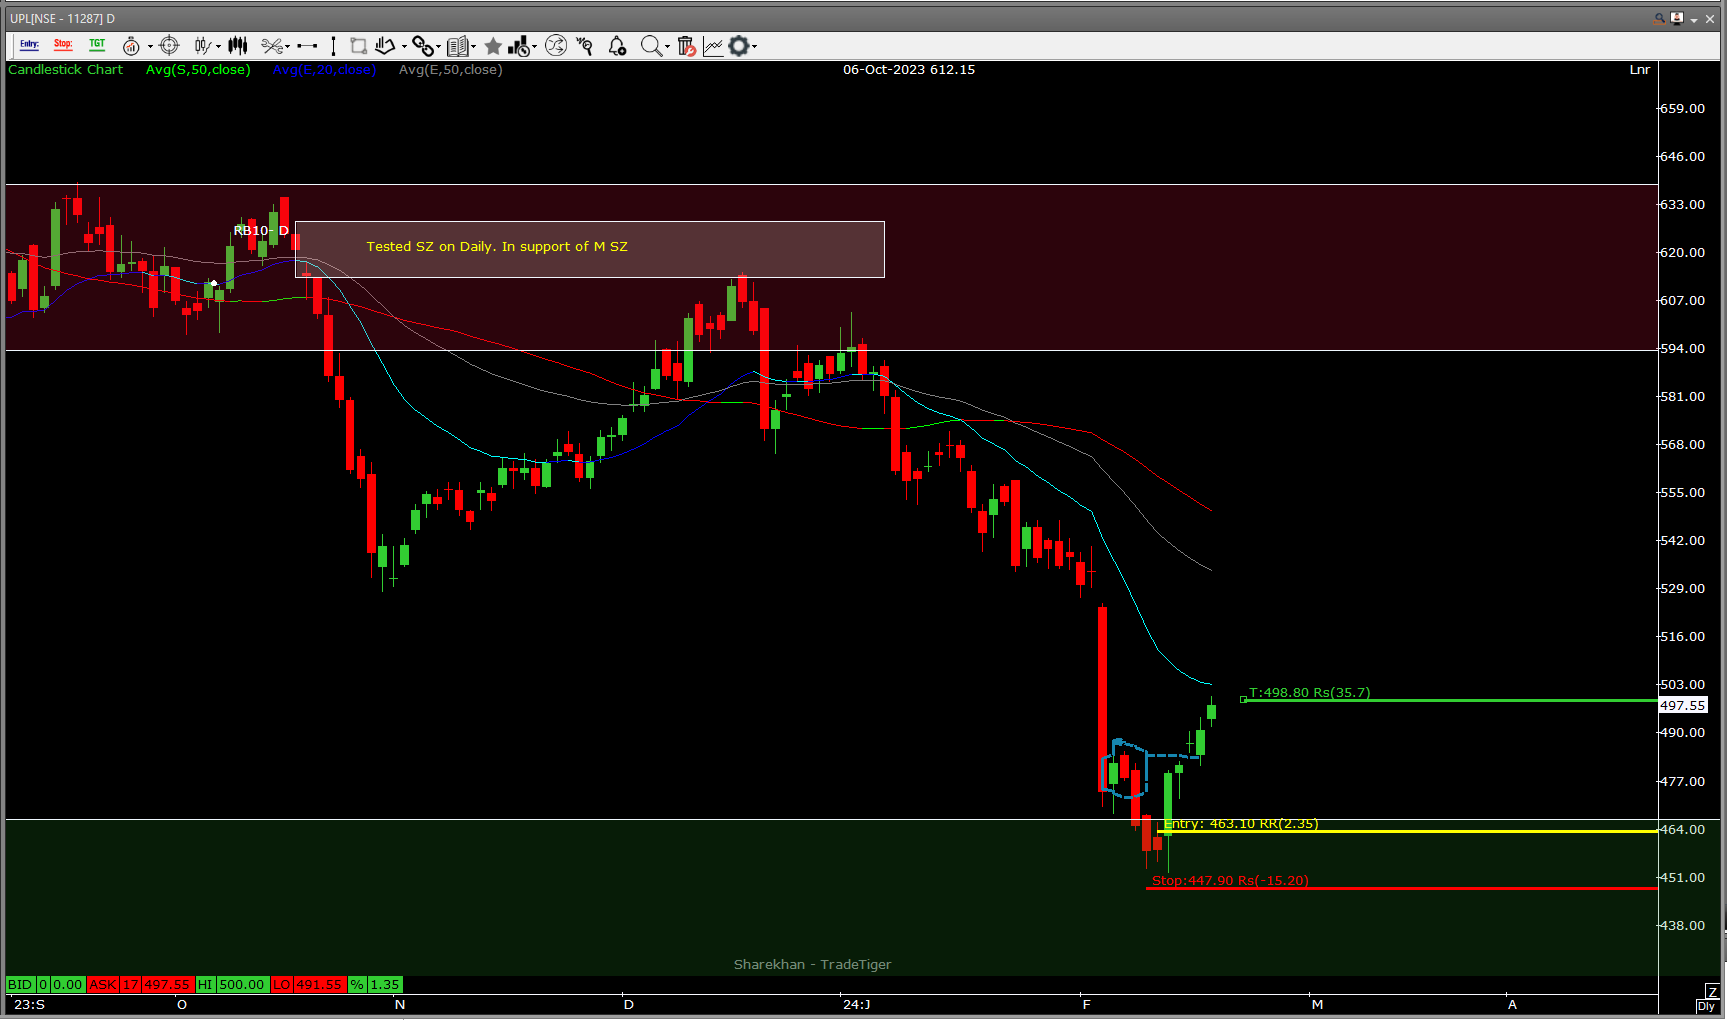 UPL[NSE - 11287] D
Entry: Stop: TGT
Candlestick Chart Avg(S,50,close) Avg(E,20,close) Avg(E,50,close) 06-Oct-2023 612.15 Lnr
659.00
646.00
633.00
RB10- D
Tested SZ on Daily. In support of M SZ
620.00
607.00
594.00
581.00
568.00
555.00
542.00
529.00
516.00
503.00
T:498.80 Rs(35.7)
497.55
490.00
477.00
Entry: 463.10 RR(2.35)
464.00
Stop:447.90 Rs(-15.20)
451.00
438.00
Sharekhan - TradeTiger
BID 0 0.00 ASK 17 497.55 HI 500.00 LO 491.55 % 1.35
Z
23:S O N D 24:J F M A Dly